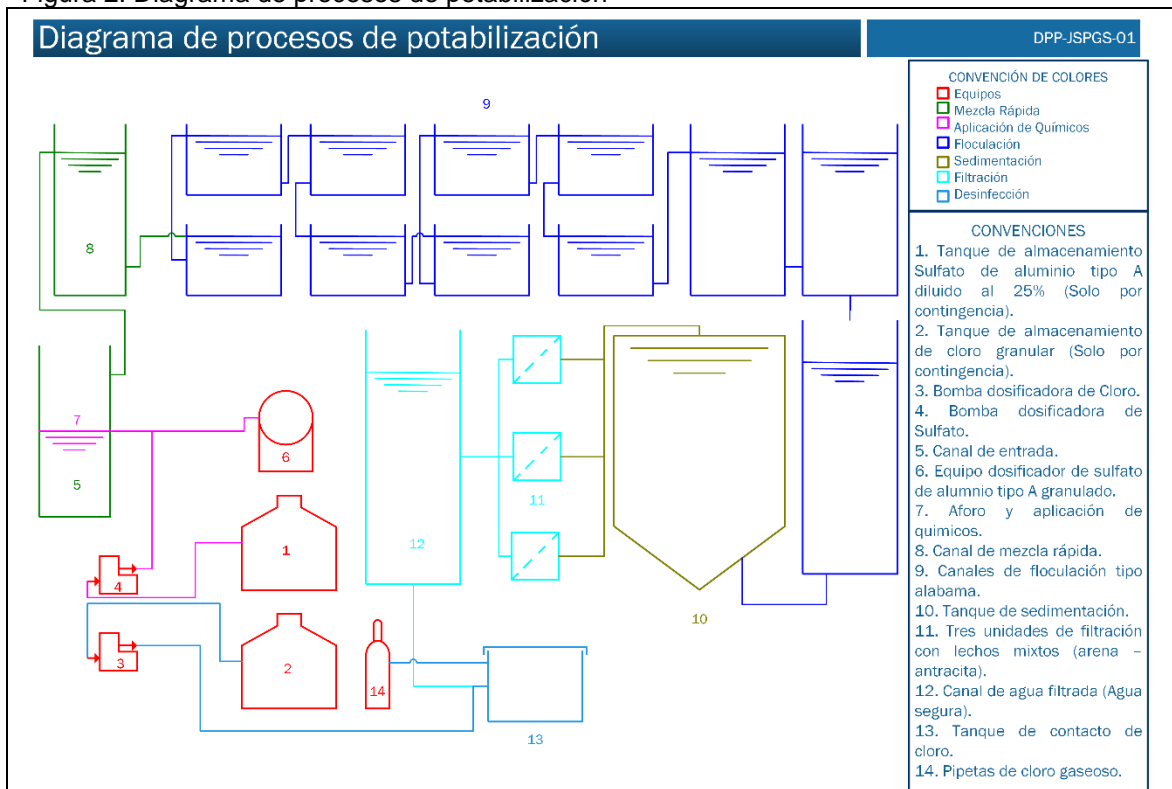 Figura 2. Diagrama de procesos de potabilización
Diagrama de procesos de potabilización
DPP-JSPGS-01
CONVENCIÓN DE COLORES
Equipos
Mezcla Rápida
Aplicación de Químicos
Floculación
Sedimentación
Filtración
Desinfección
CONVENCIONES
1. Tanque de almacenamiento
Sulfato de aluminio tipo A
diluido al 25% (Solo por
contingencia).
2. Tanque de almacenamiento
de cloro granular (Solo por
contingencia).
3. Bomba dosificadora de Cloro.
4. Bomba dosificadora de
Sulfato.
5. Canal de entrada.
6. Equipo dosificador de sulfato
de alumnio tipo A granulado.
7. Aforo y aplicación de
quimicos.
8. Canal de mezcla rápida.
9. Canales de floculación tipo
alabama.
10. Tanque de sedimentación.
11. Tres unidades de filtración
con lechos mixtos (arena –
antracita).
12. Canal de agua filtrada (Agua
segura).
13. Tanque de contacto de
cloro.
14. Pipetas de cloro gaseoso.
9
8
7
6
5
11
1
12
4
10
3
2
14
13